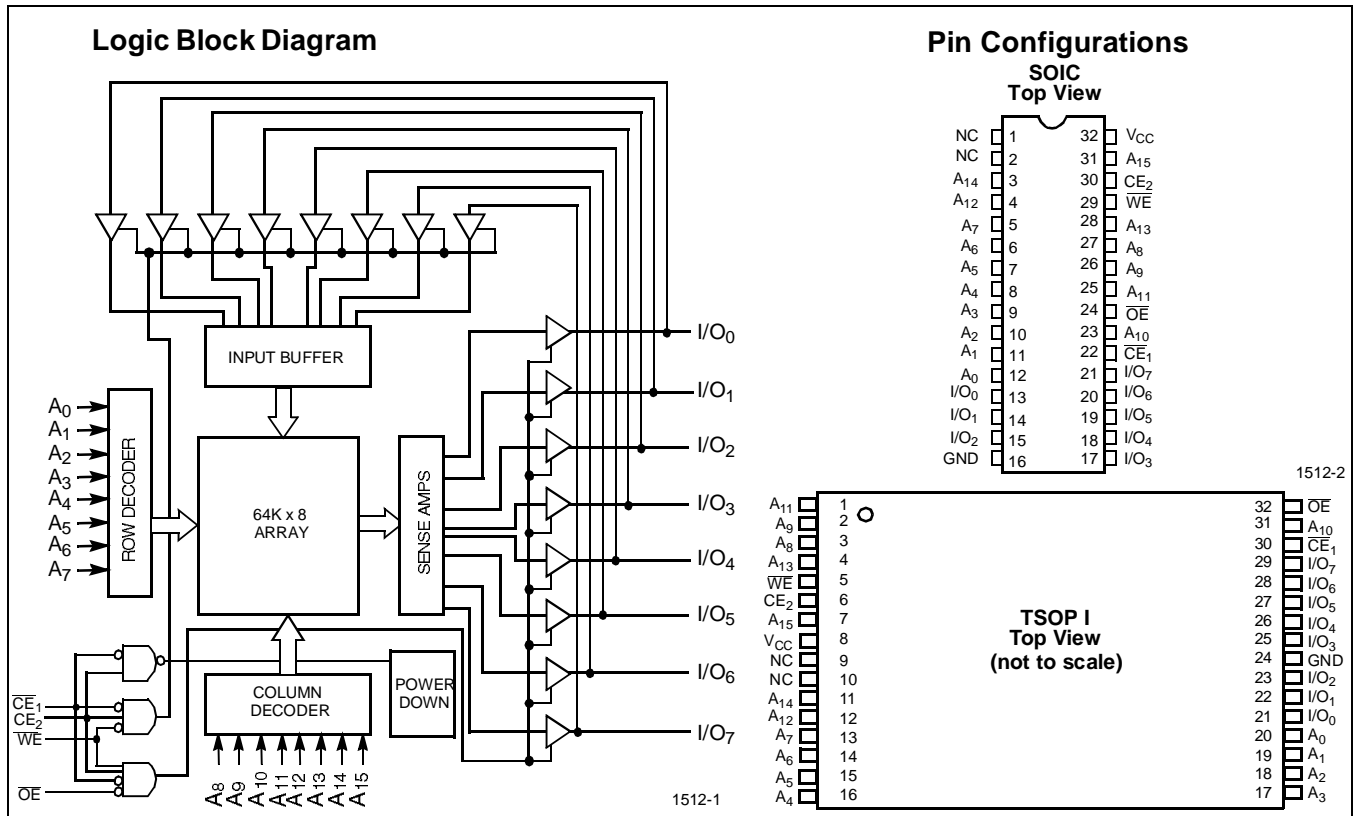 Logic Block Diagram
INPUT BUFFER
A0
A1
A2
A3
A4
A5
A6
A7
ROW DECODER
64K x 8
ARRAY
SENSE AMPS
I/O0
I/O1
I/O2
I/O3
I/O4
I/O5
I/O6
I/O7
CE1
CE2
WE
OE
COLUMN
DECODER
POWER
DOWN
A8
A9
A10
A11
A12
A13
A14
A15
1512-1
Pin Configurations
SOIC
Top View
NC 1 32 VCC
NC 2 31 A15
A14 3 30 CE2
A12 4 29 WE
A7 5 28 A13
A6 6 27 A8
A5 7 26 A9
A4 8 25 A11
A3 9 24 OE
A2 10 23 A10
A1 11 22 CE1
A0 12 21 I/O7
I/O0 13 20 I/O6
I/O1 14 19 I/O5
I/O2 15 18 I/O4
GND 16 17 I/O3
1512-2
A11 1 32 OE
A9 2 31 A10
A8 3 30 CE1
A13 4 29 I/O7
WE 5 28 I/O6
CE2 6 27 I/O5
A15 7 26 I/O4
VCC 8 25 I/O3
NC 9 24 GND
NC 10 23 I/O2
A14 11 22 I/O1
A12 12 21 I/O0
A7 13 20 A0
A6 14 19 A1
A5 15 18 A2
A4 16 17 A3
TSOP I
Top View
(not to scale)